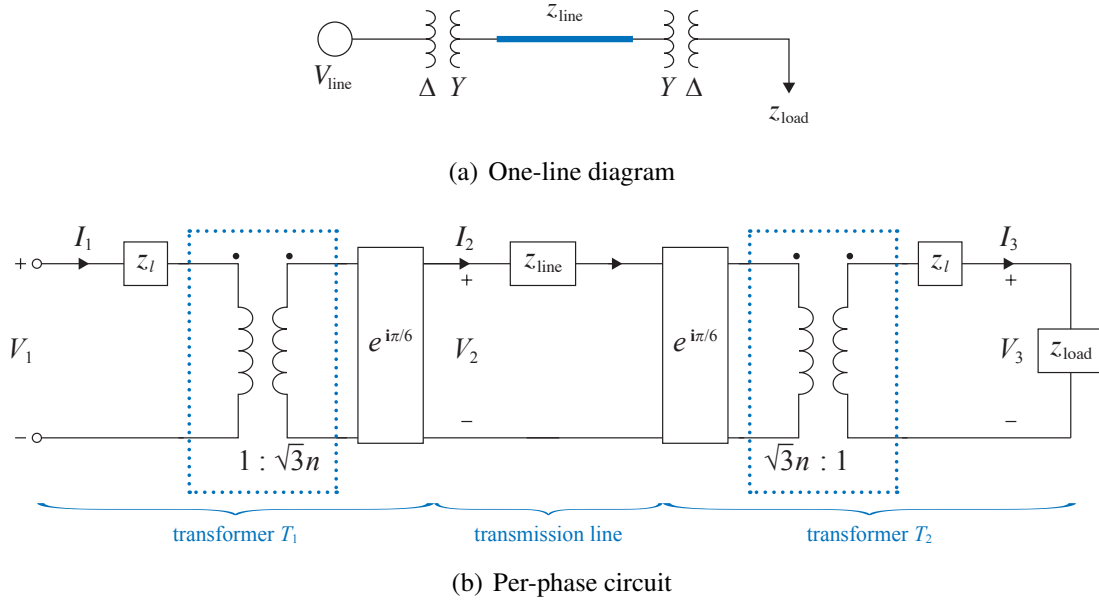 z_line
V_line
Δ Y Y Δ
z_load
(a) One-line diagram
I_1 I_2 I_3
+ z_l z_line z_l
+ +
V_1 e^{iπ/6} V_2 e^{iπ/6} V_3 z_load
− − −
1 : √3n √3n : 1
transformer T_1 transmission line transformer T_2
(b) Per-phase circuit